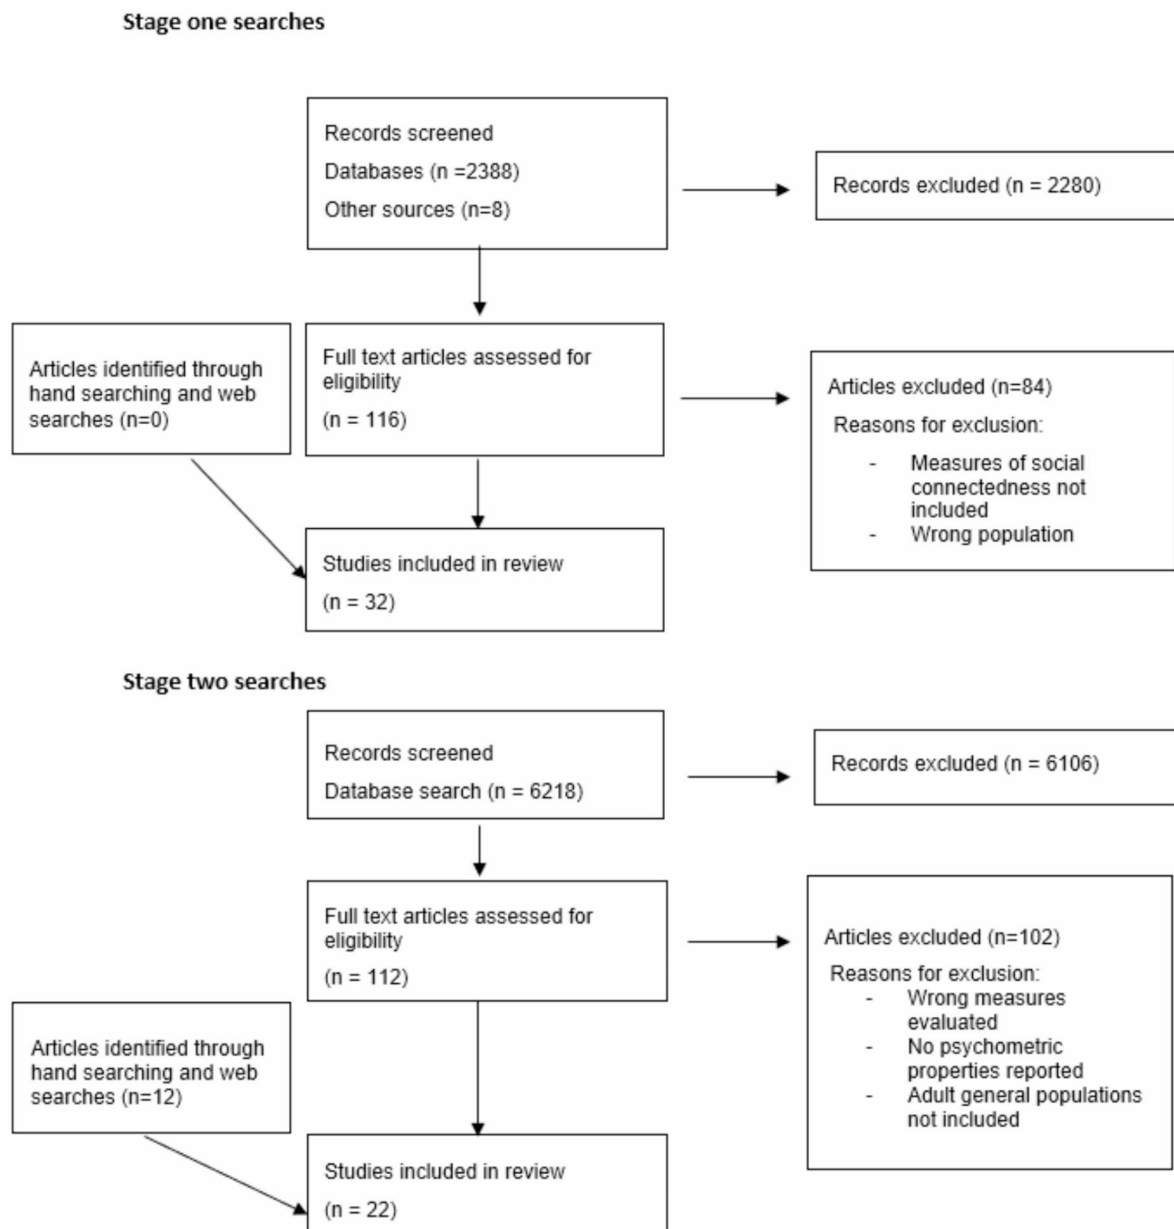 Stage one searches
Records screened
Databases (n =2388)
Other sources (n=8)
Records excluded (n = 2280)
Articles identified through
hand searching and web
searches (n=0)
Full text articles assessed for
eligibility
(n = 116)
Articles excluded (n=84)
Reasons for exclusion:
- Measures of social
connectedness not
included
- Wrong population
Studies included in review
(n = 32)
Stage two searches
Records screened
Database search (n = 6218)
Records excluded (n = 6106)
Full text articles assessed for
eligibility
(n = 112)
Articles excluded (n=102)
Reasons for exclusion:
- Wrong measures
evaluated
- No psychometric
properties reported
- Adult general populations
not included
Articles identified through
hand searching and web
searches (n=12)
Studies included in review
(n = 22)